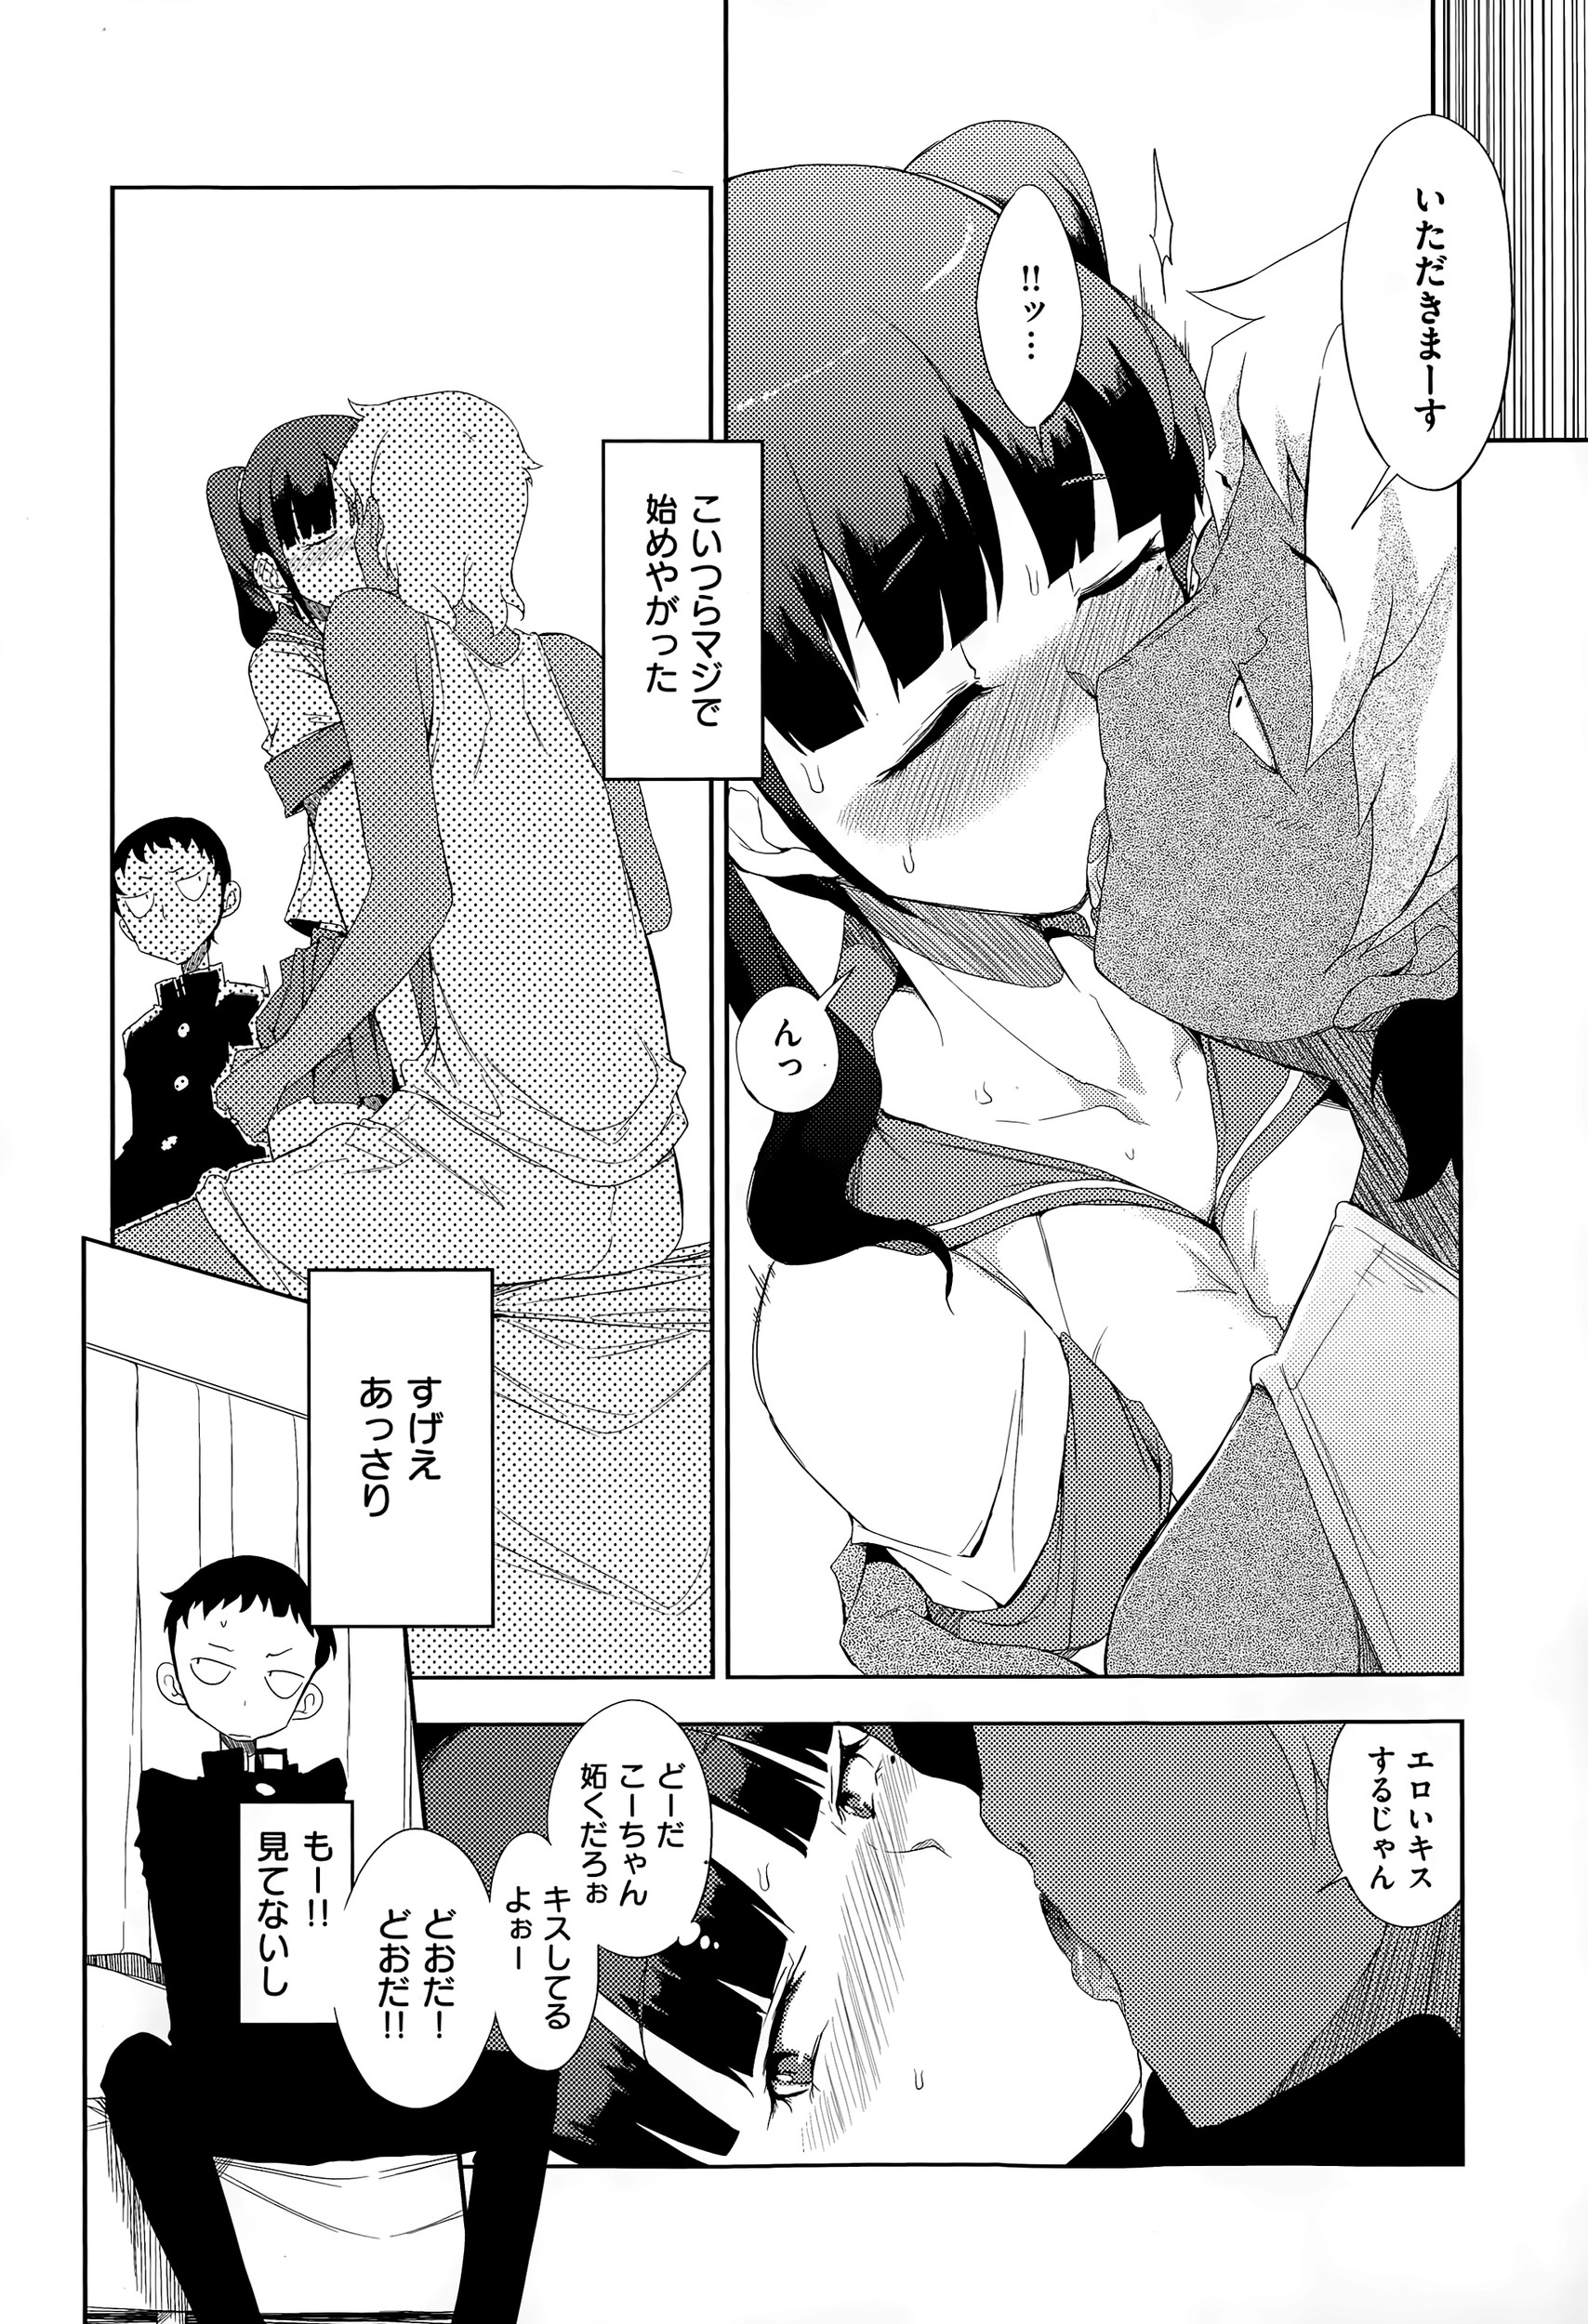 いただきまーす
!!ッ…
んっ
こいつらマジで
始めやがった
すげえ
あっさり
エロいキス
するじゃん
どーだ
こーちゃん
妬くだろぉ
キスしてる
よぉー
どおだ！
どおだ!!
もー!!
見てないし